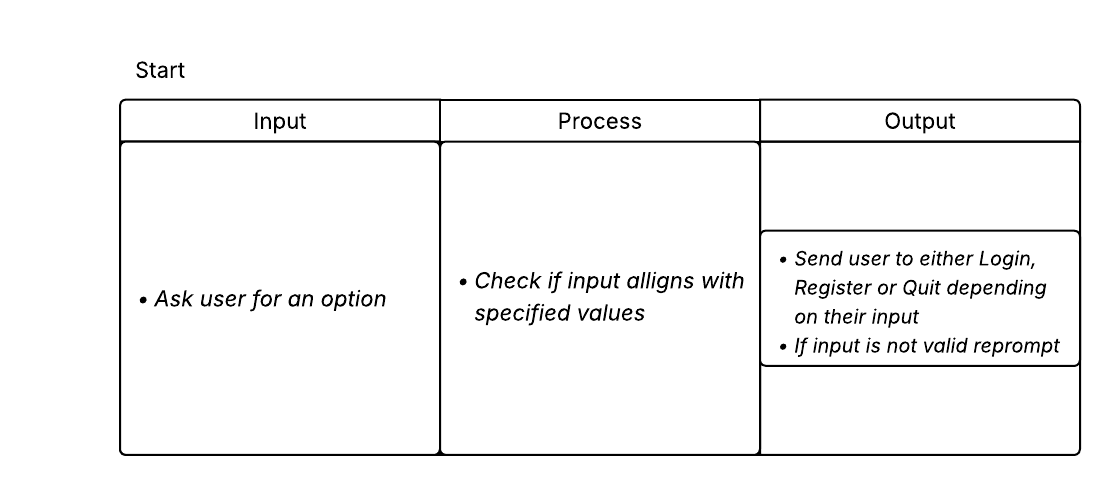 Start
Input
Process
Output
• Ask user for an option
• Check if input alligns with
specified values
• Send user to either Login,
Register or Quit depending
on their input
• If input is not valid reprompt